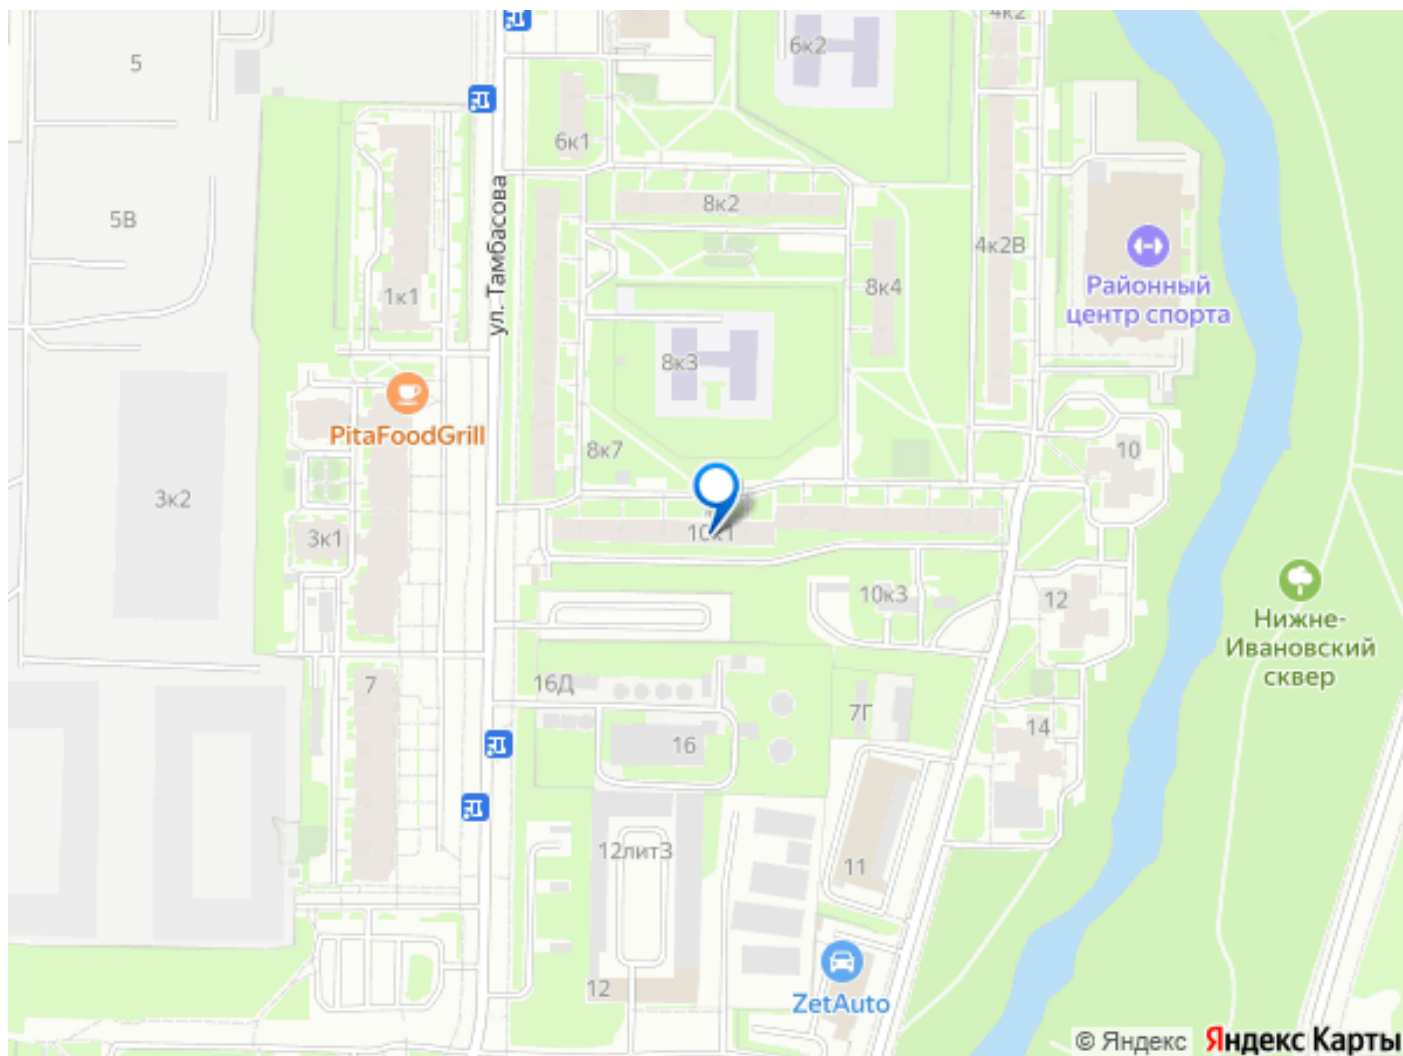 4к2
5
6к2
6к1
8к2
5В
ул. Тамбасова
4к2В
8к4
1к1
Районный
центр спорта
8к3
PitaFoodGrill
8к7
10
3к2
3к1
10к1
10к3
12
Нижне-
Ивановский
сквер
7
16Д
7Г
14
16
12лит3
11
12
ZetAuto
© Яндекс Яндекс Карты